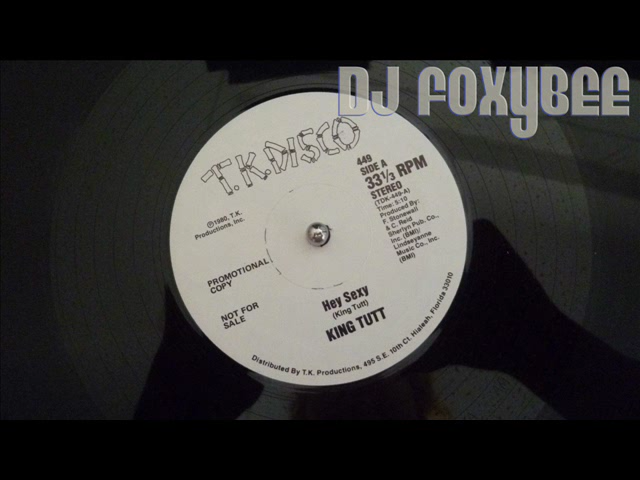 DJ FOXYBEE
T.K.DISCO
449
SIDE A
33⅓ RPM
STEREO
(TDK-449-A)
Time: 5:10
Produced By:
F. Stonewall
& C. Reid
Sherlyn Pub. Co.,
Inc. (BMI);
Lindseyanne
Music Co., Inc.
(BMI)
℗1980, T.K.
Productions, Inc.
PROMOTIONAL
COPY
NOT FOR
SALE
Hey Sexy
(King Tutt)
KING TUTT
Distributed By T.K. Productions, 495 S.E. 10th Ct. Hialeah, Florida 33010